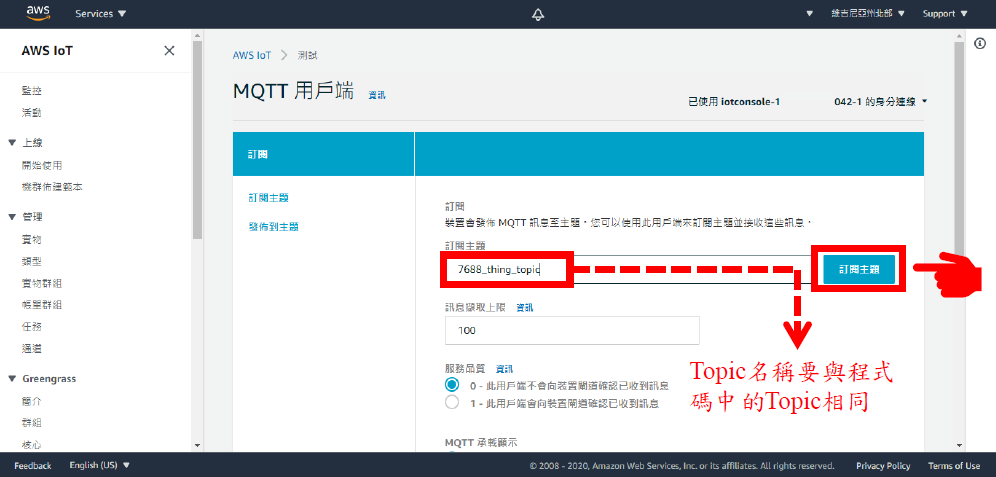 aws
Services
維吉尼亞州北部
Support
AWS IoT
監控
活動
上線
開始使用
機群佈建範本
管理
實物
類型
實物群組
帳單群組
任務
通道
Greengrass
簡介
群組
核心
AWS IoT
測試
MQTT 用戶端 資訊
已使用 iotconsole-1 042-1 的身分連線
訂閱
訂閱主題
發佈到主題
訂閱
裝置會發佈 MQTT 訊息至主題。您可以使用此用戶端來訂閱主題並接收這些訊息。
訂閱主題
7688_thing_topic
訂閱主題
訊息擷取上限 資訊
100
服務品質 資訊
0 - 此用戶端不會向裝置閘道確認已收到訊息
1 - 此用戶端會向裝置閘道確認已收到訊息
MQTT 承載顯示
Topic名稱要與程式
碼中的Topic相同
Feedback
English (US)
© 2008 - 2020, Amazon Web Services, Inc. or its affiliates. All rights reserved.
Privacy Policy
Terms of Use